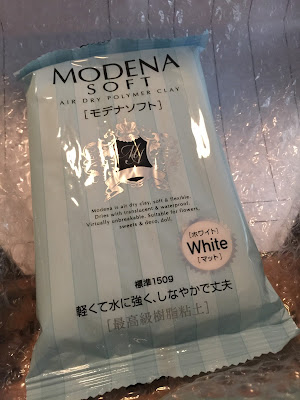 MODENA
SOFT
AIR DRY POLYMER CLAY
[モデナソフト]
Modena is air dry clay, soft & flexible.
Dries with translucent & waterproof.
Virtually unbreakable. Suitable for flowers,
sweets & deco, doll.
[ホワイト]
White
[マット]
標準150g
軽くて水に強く、しなやかで丈夫
[最高級樹脂粘土]